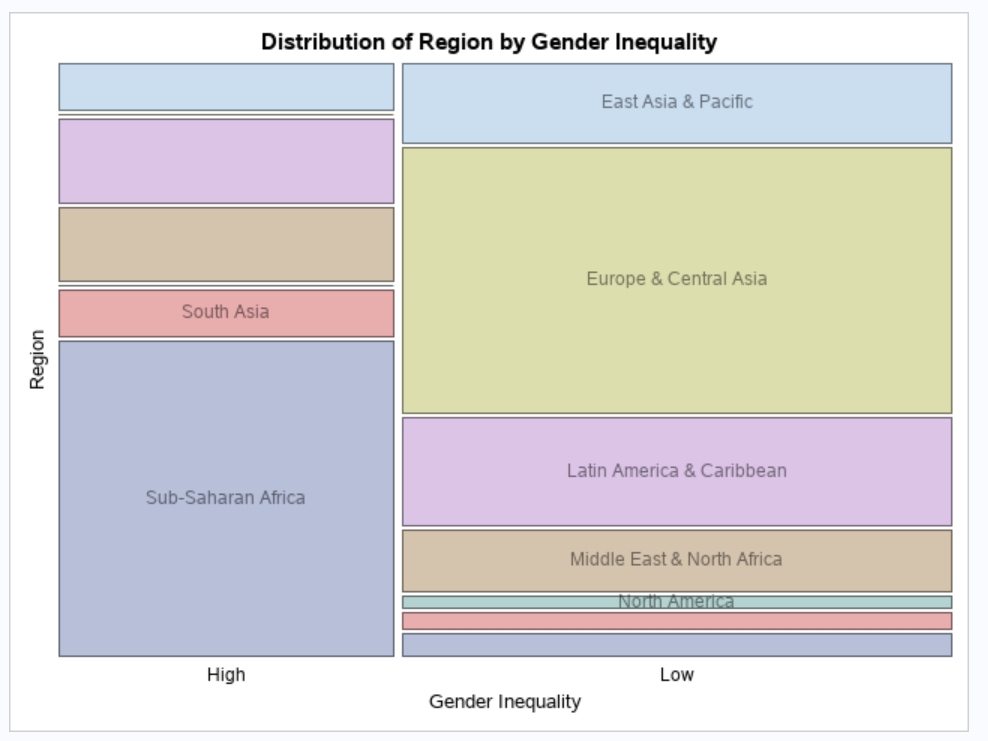 Distribution of Region by Gender Inequality
East Asia & Pacific
Europe & Central Asia
South Asia
Region
Latin America & Caribbean
Sub-Saharan Africa
Middle East & North Africa
North America
High
Low
Gender Inequality